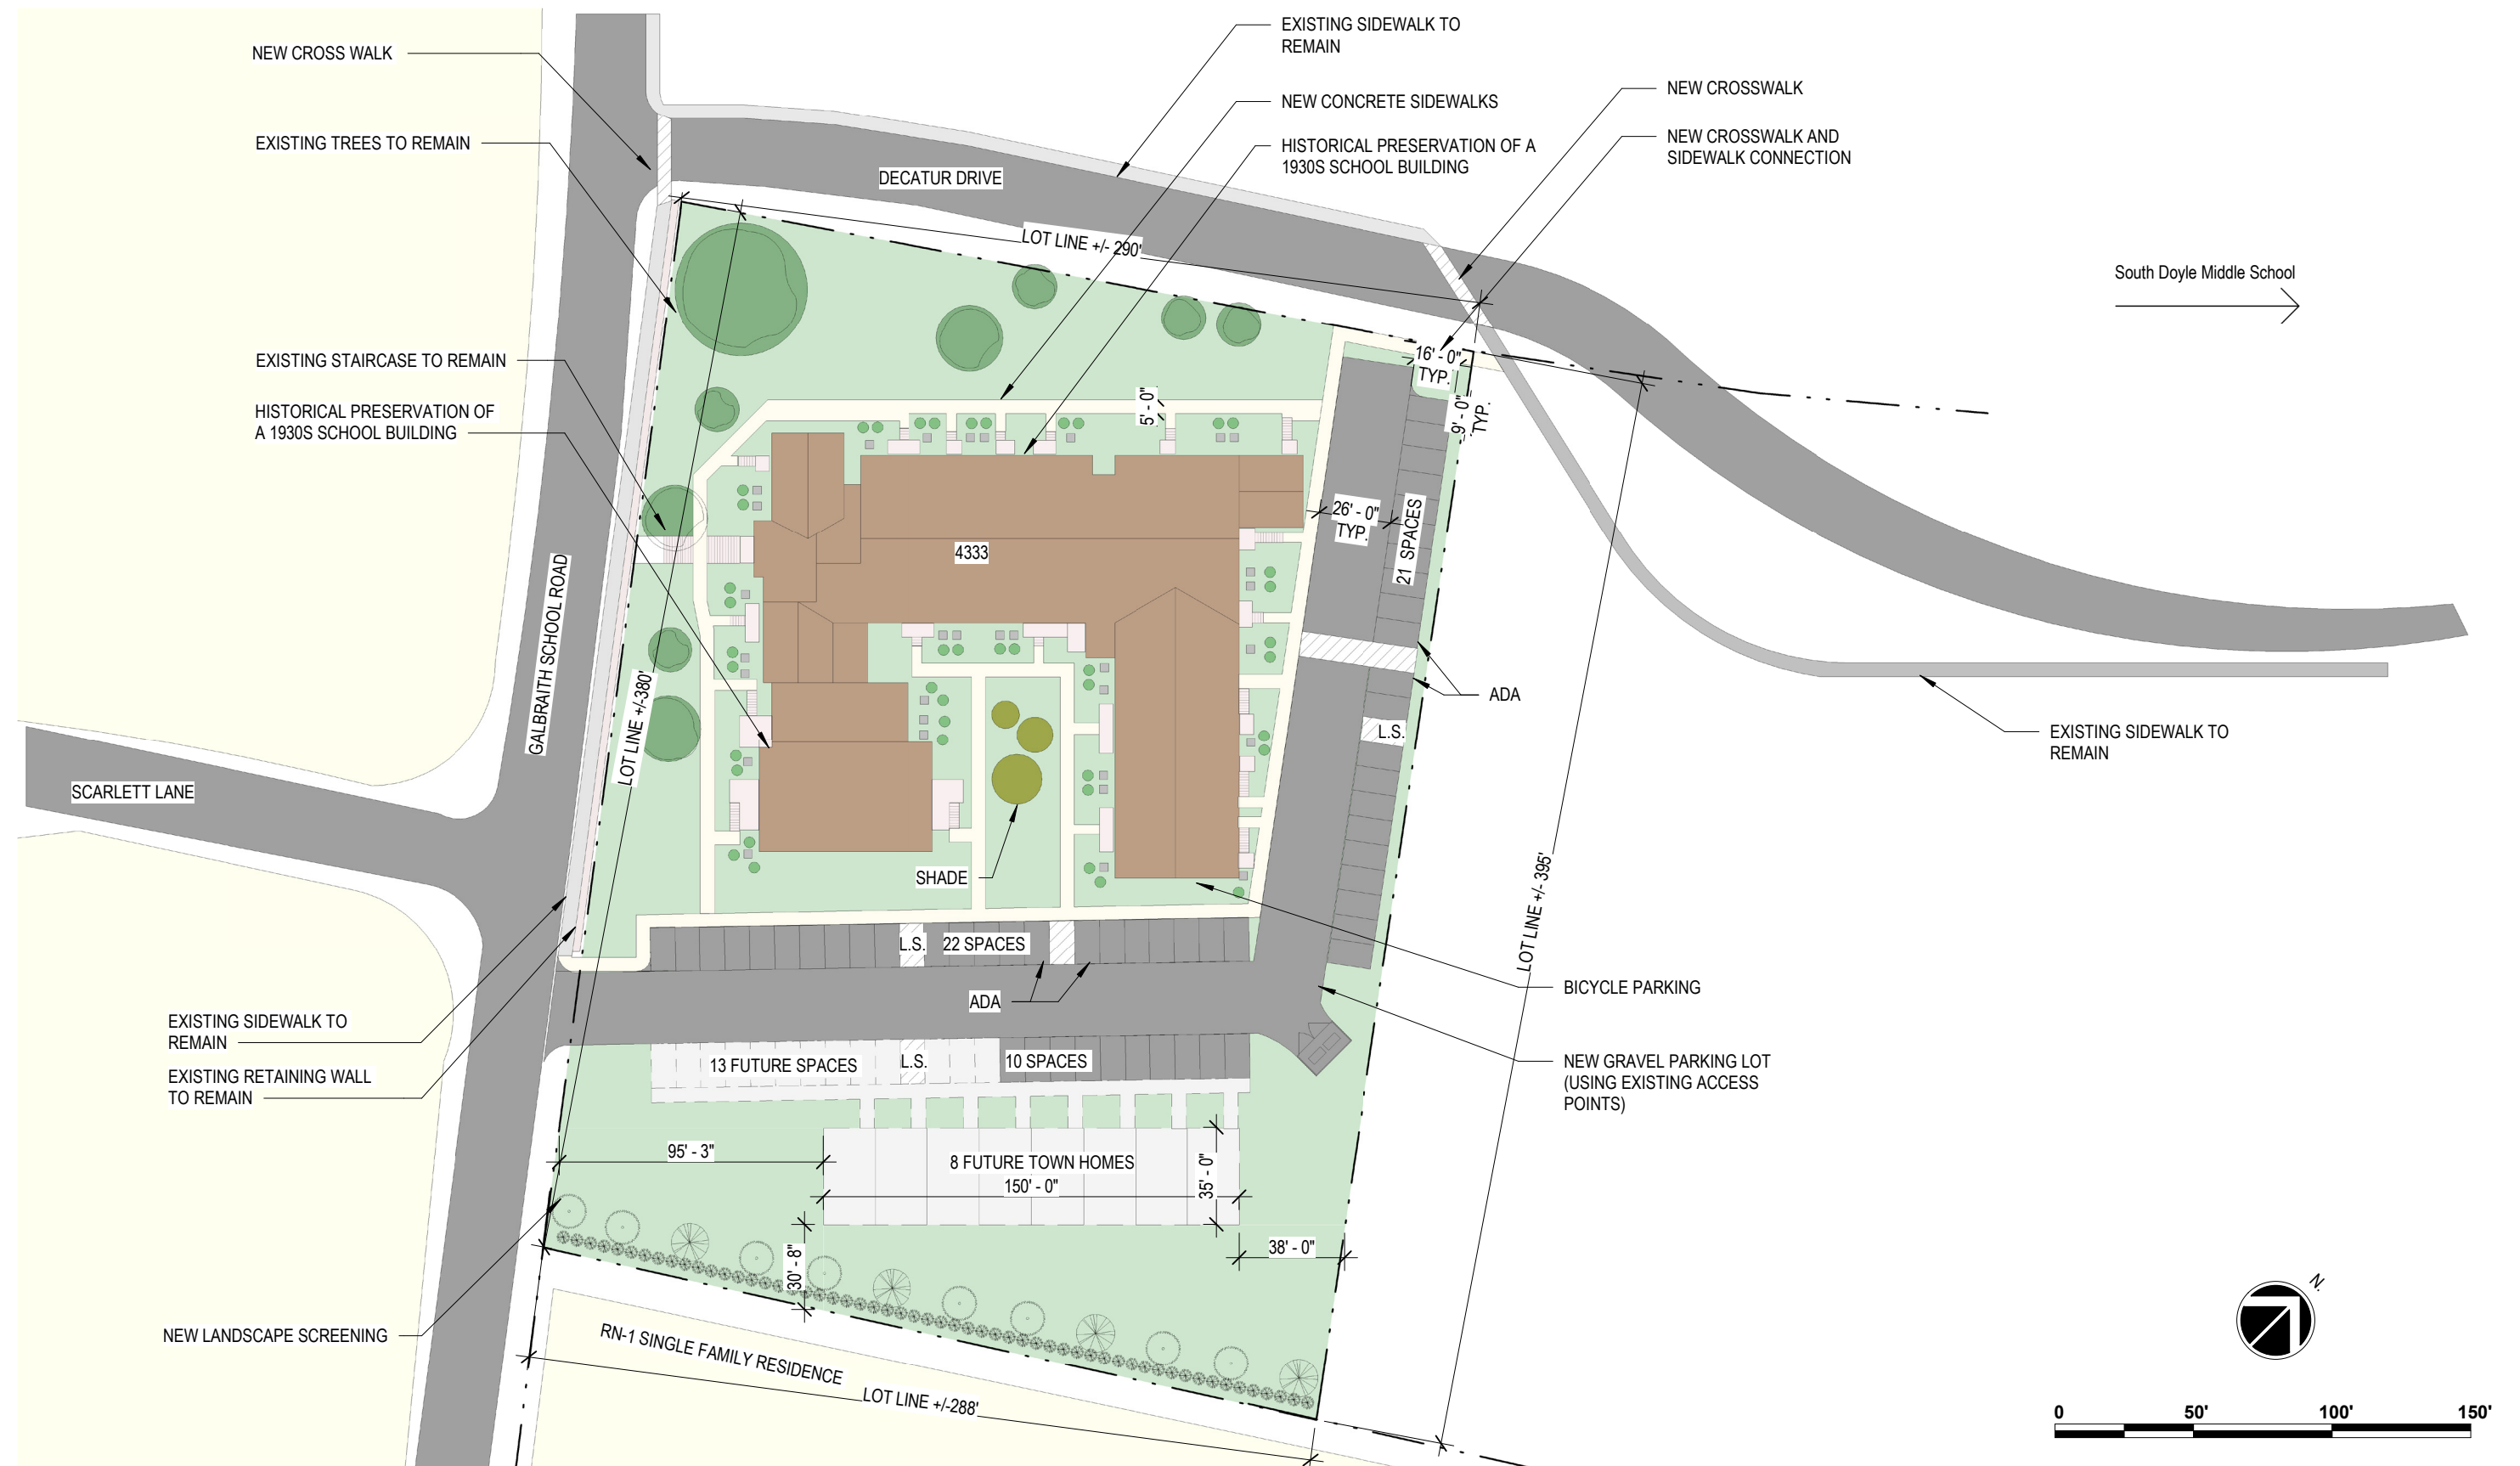 EXISTING SIDEWALK TO
REMAIN
NEW CROSS WALK
NEW CROSSWALK
NEW CONCRETE SIDEWALKS
EXISTING TREES TO REMAIN
HISTORICAL PRESERVATION OF A
1930S SCHOOL BUILDING
NEW CROSSWALK AND
SIDEWALK CONNECTION
DECATUR DRIVE
LOT LINE +/- 290'
South Doyle Middle School
EXISTING STAIRCASE TO REMAIN
16' - 0"
TYP.
9' - 0"
TYP.
5' - 0"
HISTORICAL PRESERVATION OF
A 1930S SCHOOL BUILDING
26' - 0"
TYP.
21 SPACES
4333
GALBRAITH SCHOOL ROAD
LOT LINE +/-380'
ADA
L.S.
EXISTING SIDEWALK TO
REMAIN
SCARLETT LANE
SHADE
LOT LINE +/- 395'
L.S.
22 SPACES
ADA
BICYCLE PARKING
EXISTING SIDEWALK TO
REMAIN
13 FUTURE SPACES
L.S.
10 SPACES
NEW GRAVEL PARKING LOT
(USING EXISTING ACCESS
POINTS)
EXISTING RETAINING WALL
TO REMAIN
95' - 3"
8 FUTURE TOWN HOMES
150' - 0"
35' - 0"
30' - 8"
38' - 0"
NEW LANDSCAPE SCREENING
RN-1 SINGLE FAMILY RESIDENCE
LOT LINE +/-288'
N.
0 50' 100' 150'